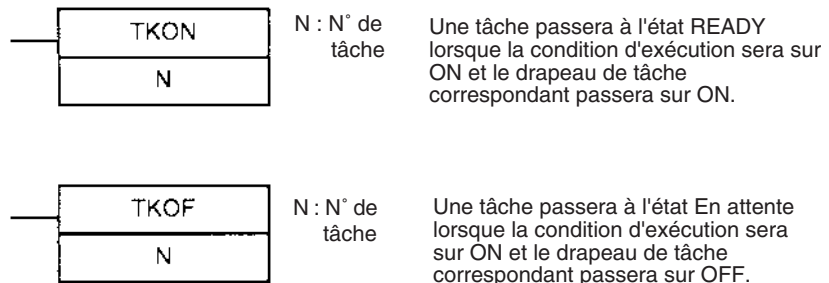 TKON
N
N : N° de
tâche
Une tâche passera à l'état READY
lorsque la condition d'exécution sera sur
ON et le drapeau de tâche
correspondant passera sur ON.
TKOF
N
N : N° de
tâche
Une tâche passera à l'état En attente
lorsque la condition d'exécution sera
sur ON et le drapeau de tâche
correspondant passera sur OFF.